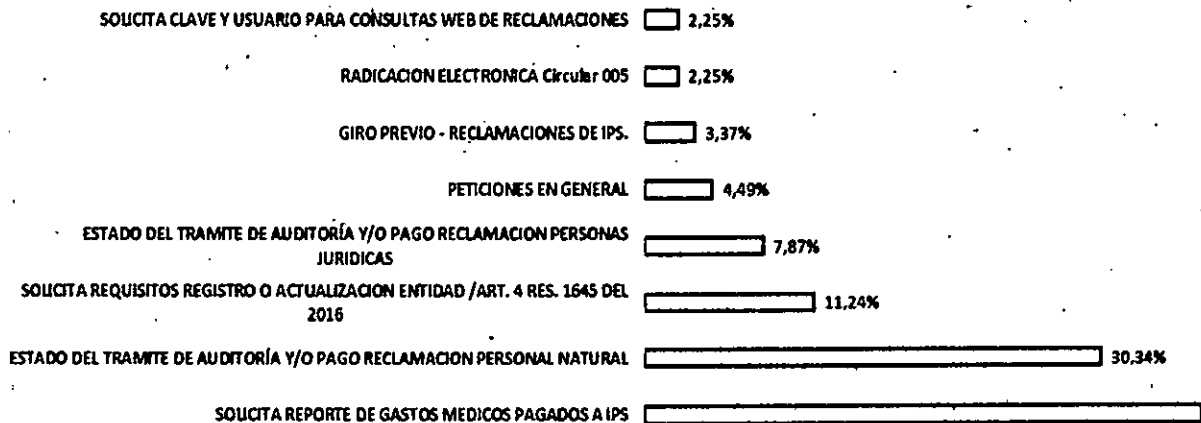 SOLICITA CLAVE Y USUARIO PARA CONSULTAS WEB DE RECLAMACIONES 2,25%
RADICACION ELECTRONICA Circular 005 2,25%
GIRO PREVIO - RECLAMACIONES DE IPS. 3,37%
PETICIONES EN GENERAL 4,49%
ESTADO DEL TRAMITE DE AUDITORÍA Y/O PAGO RECLAMACION PERSONAS
JURIDICAS 7,87%
SOLICITA REQUISITOS REGISTRO O ACTUALIZACION ENTIDAD /ART. 4 RES. 1645 DEL
2016 11,24%
ESTADO DEL TRAMITE DE AUDITORÍA Y/O PAGO RECLAMACION PERSONAL NATURAL 30,34%
SOLICITA REPORTE DE GASTOS MEDICOS PAGADOS A IPS